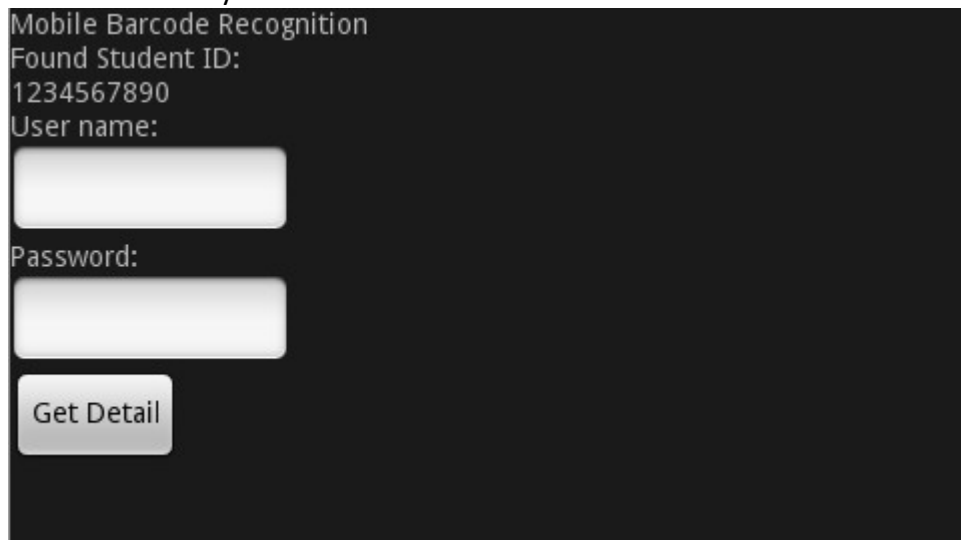 Mobile Barcode Recognition
Found Student ID:
1234567890
User name:
Password:
Get Detail